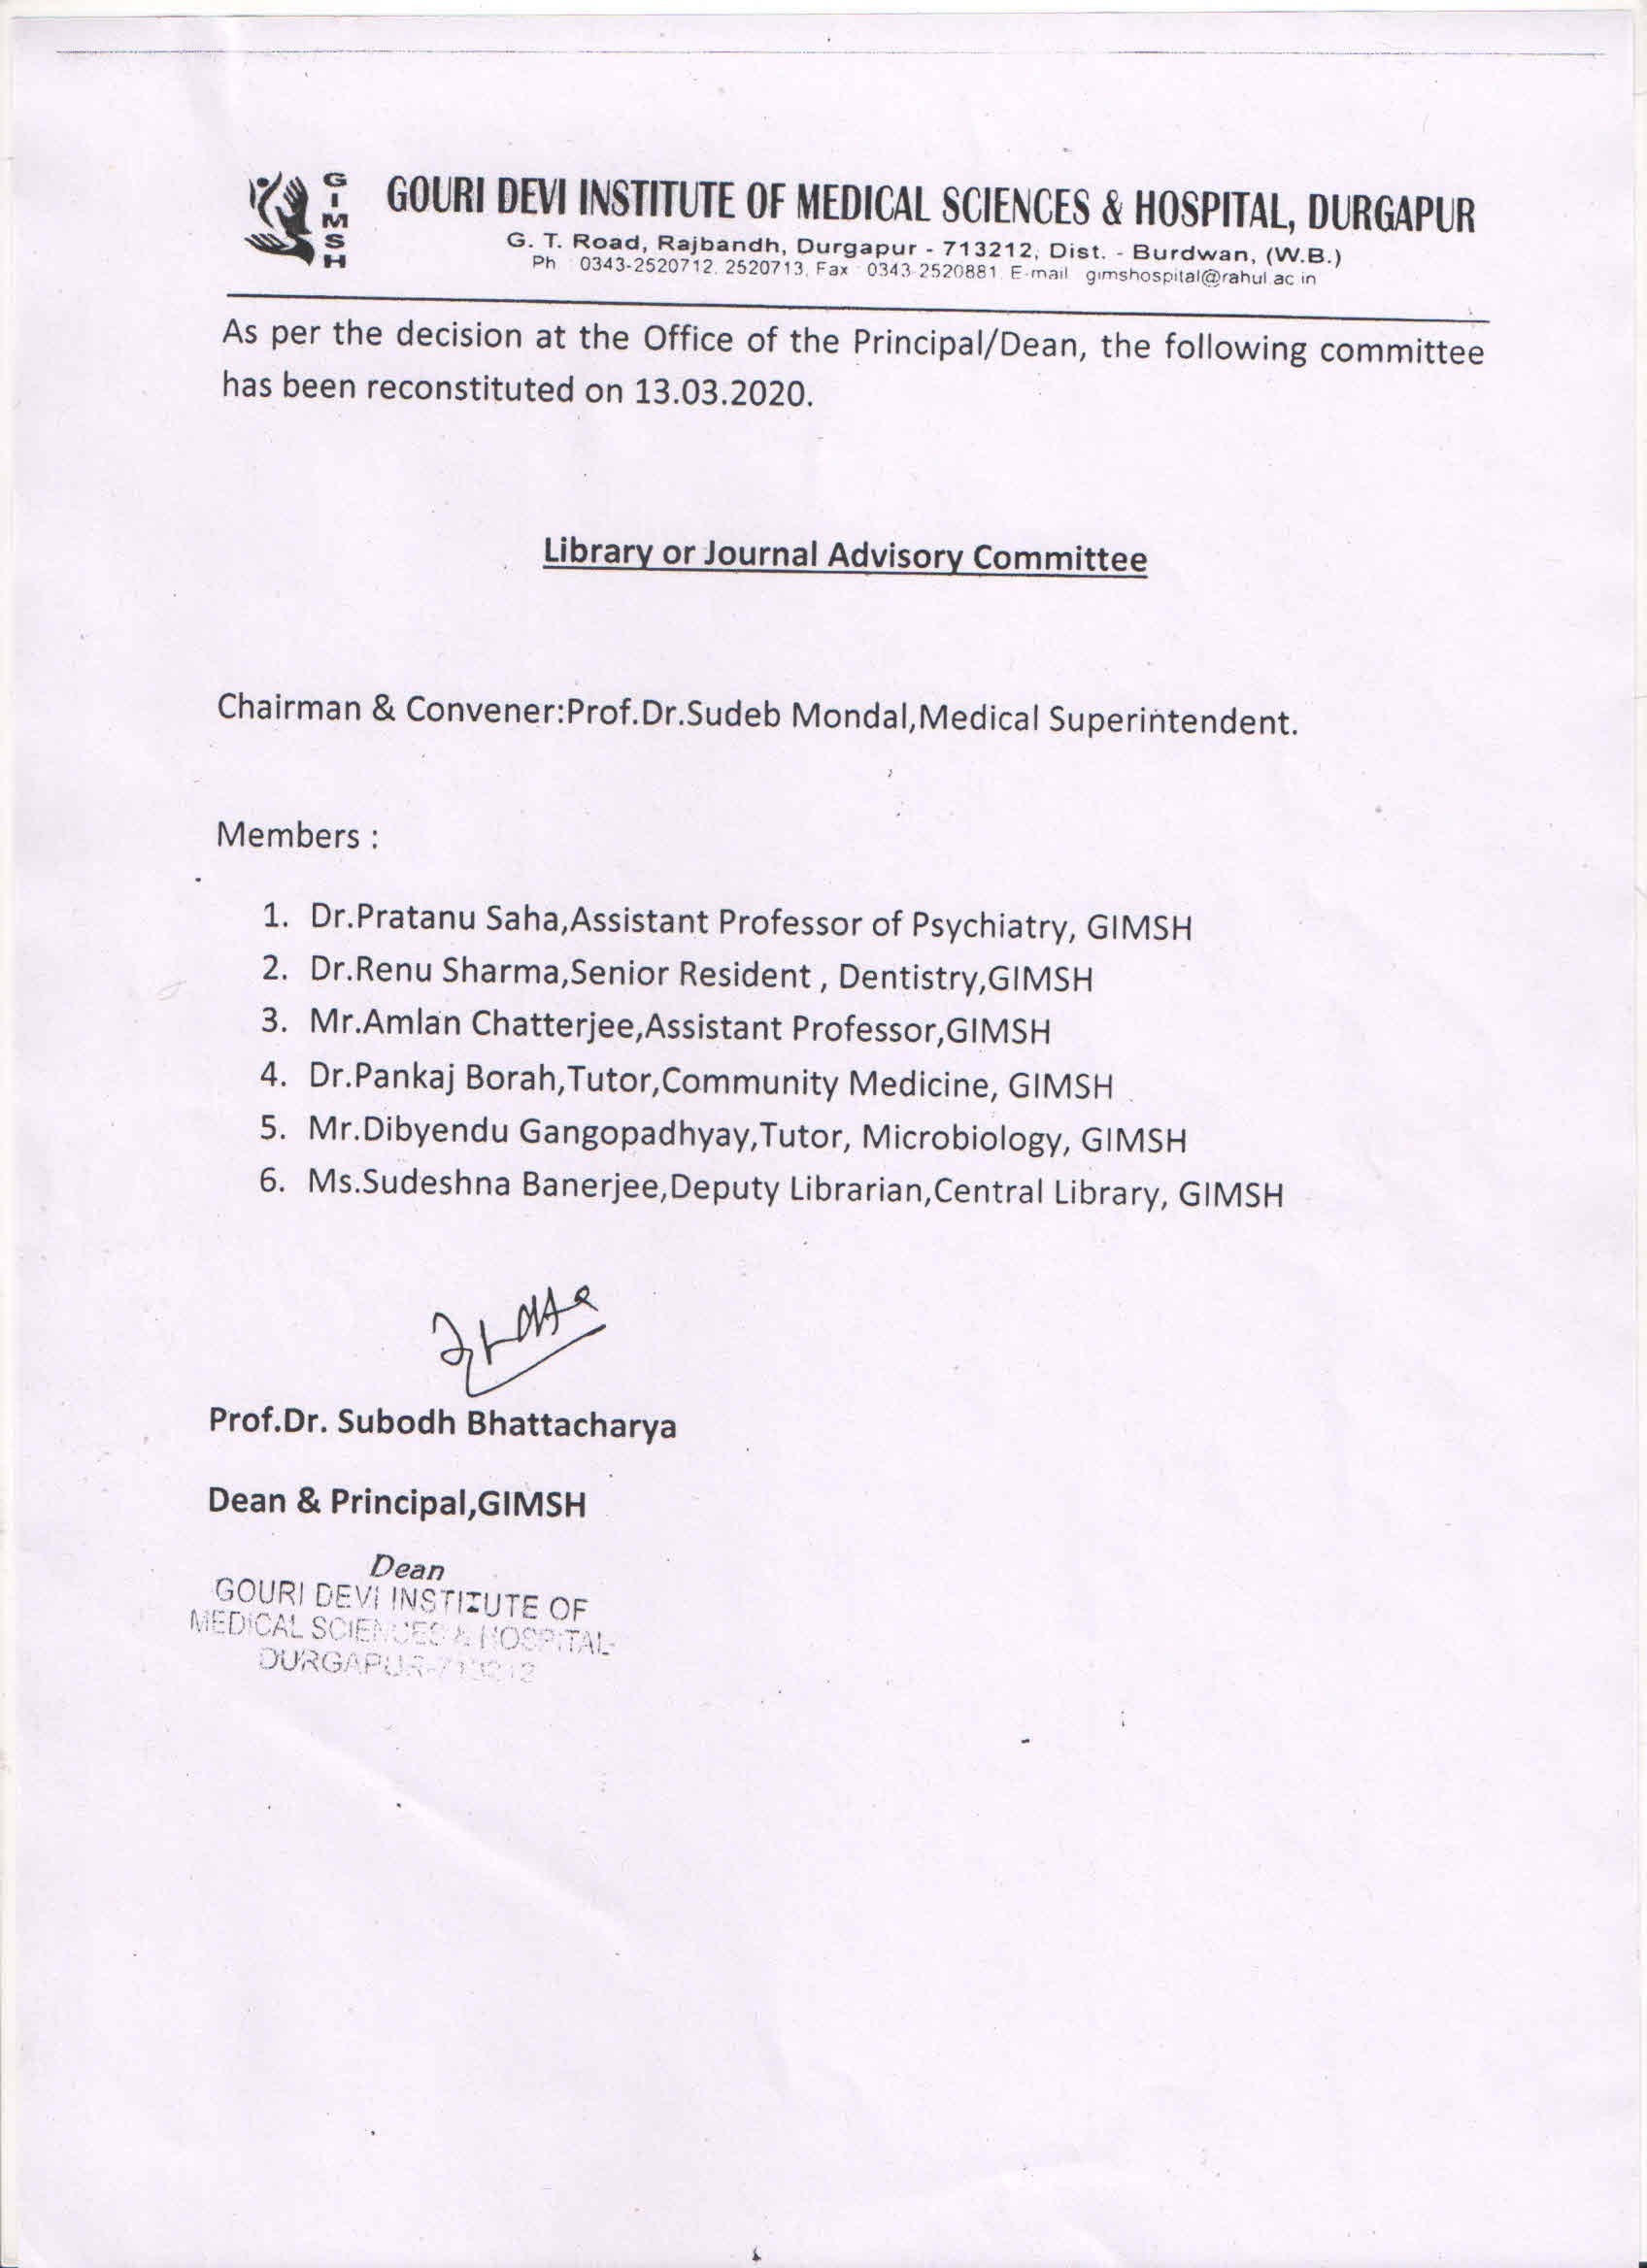 GIMSH
GOURI DEVI INSTITUTE OF MEDICAL SCIENCES & HOSPITAL, DURGAPUR
G. T. Road, Rajbandh, Durgapur - 713212, Dist. - Burdwan, (W.B.)
Ph : 0343-2520712, 2520713, Fax : 0343-2520881, E-mail : gimshospital@rahul.ac.in
As per the decision at the Office of the Principal/Dean, the following committee
has been reconstituted on 13.03.2020.
Library or Journal Advisory Committee
Chairman & Convener:Prof.Dr.Sudeb Mondal,Medical Superintendent.
Members :
1. Dr.Pratanu Saha,Assistant Professor of Psychiatry, GIMSH
2. Dr.Renu Sharma,Senior Resident , Dentistry,GIMSH
3. Mr.Amlan Chatterjee,Assistant Professor,GIMSH
4. Dr.Pankaj Borah,Tutor,Community Medicine, GIMSH
5. Mr.Dibyendu Gangopadhyay,Tutor, Microbiology, GIMSH
6. Ms.Sudeshna Banerjee,Deputy Librarian,Central Library, GIMSH
Prof.Dr. Subodh Bhattacharya
Dean & Principal,GIMSH
Dean
GOURI DEVI INSTITUTE OF
MEDICAL SCIENCES & HOSPITAL
DURGAPUR-713212